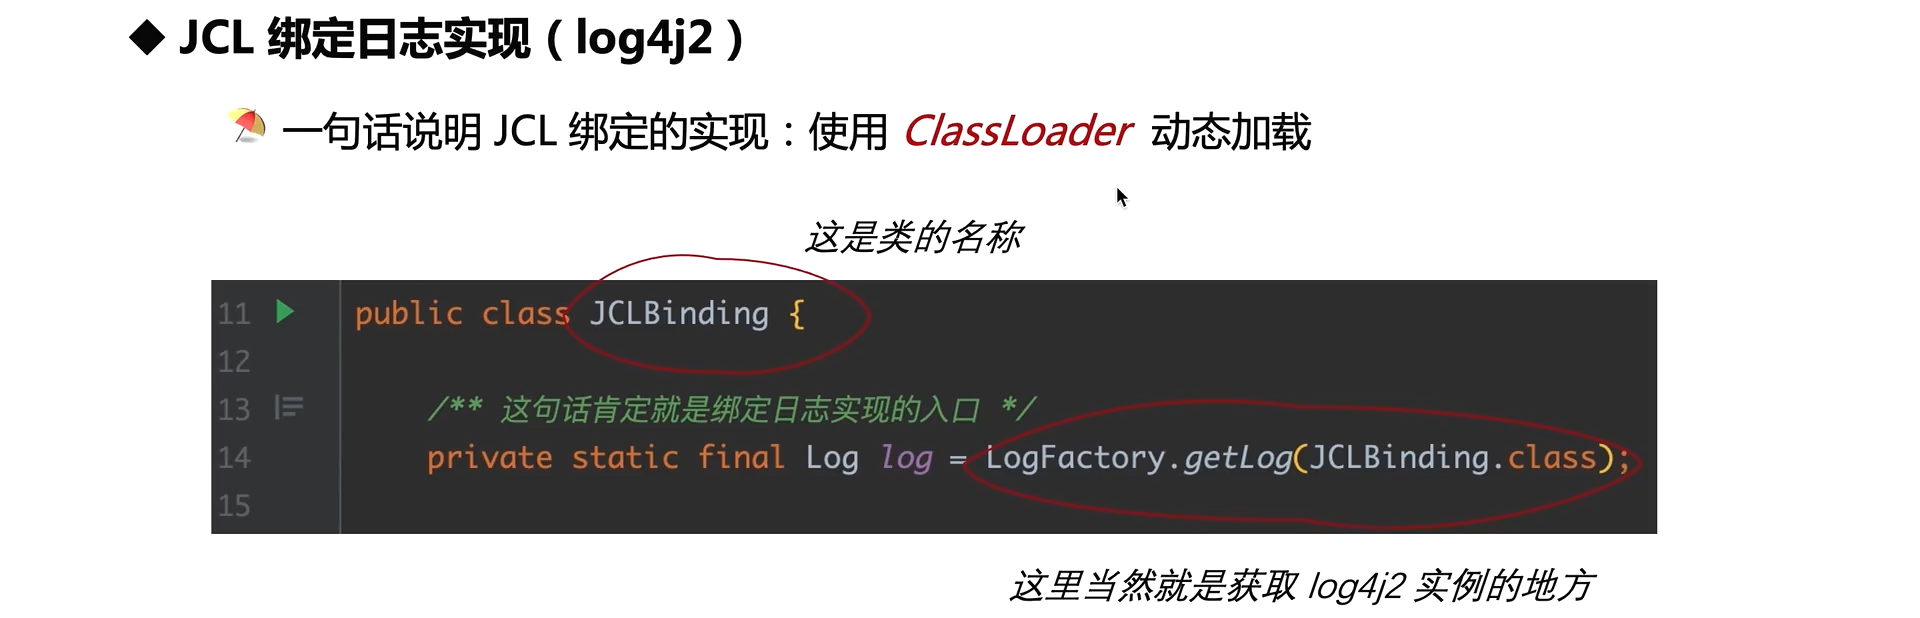 ◆ JCL 绑定日志实现（log4j2）
一句话说明 JCL 绑定的实现：使用 ClassLoader 动态加载
这是类的名称
11 public class JCLBinding {
12
13 /** 这句话肯定就是绑定日志实现的入口 */
14 private static final Log log = LogFactory.getLog(JCLBinding.class);
15
这里当然就是获取 log4j2 实例的地方